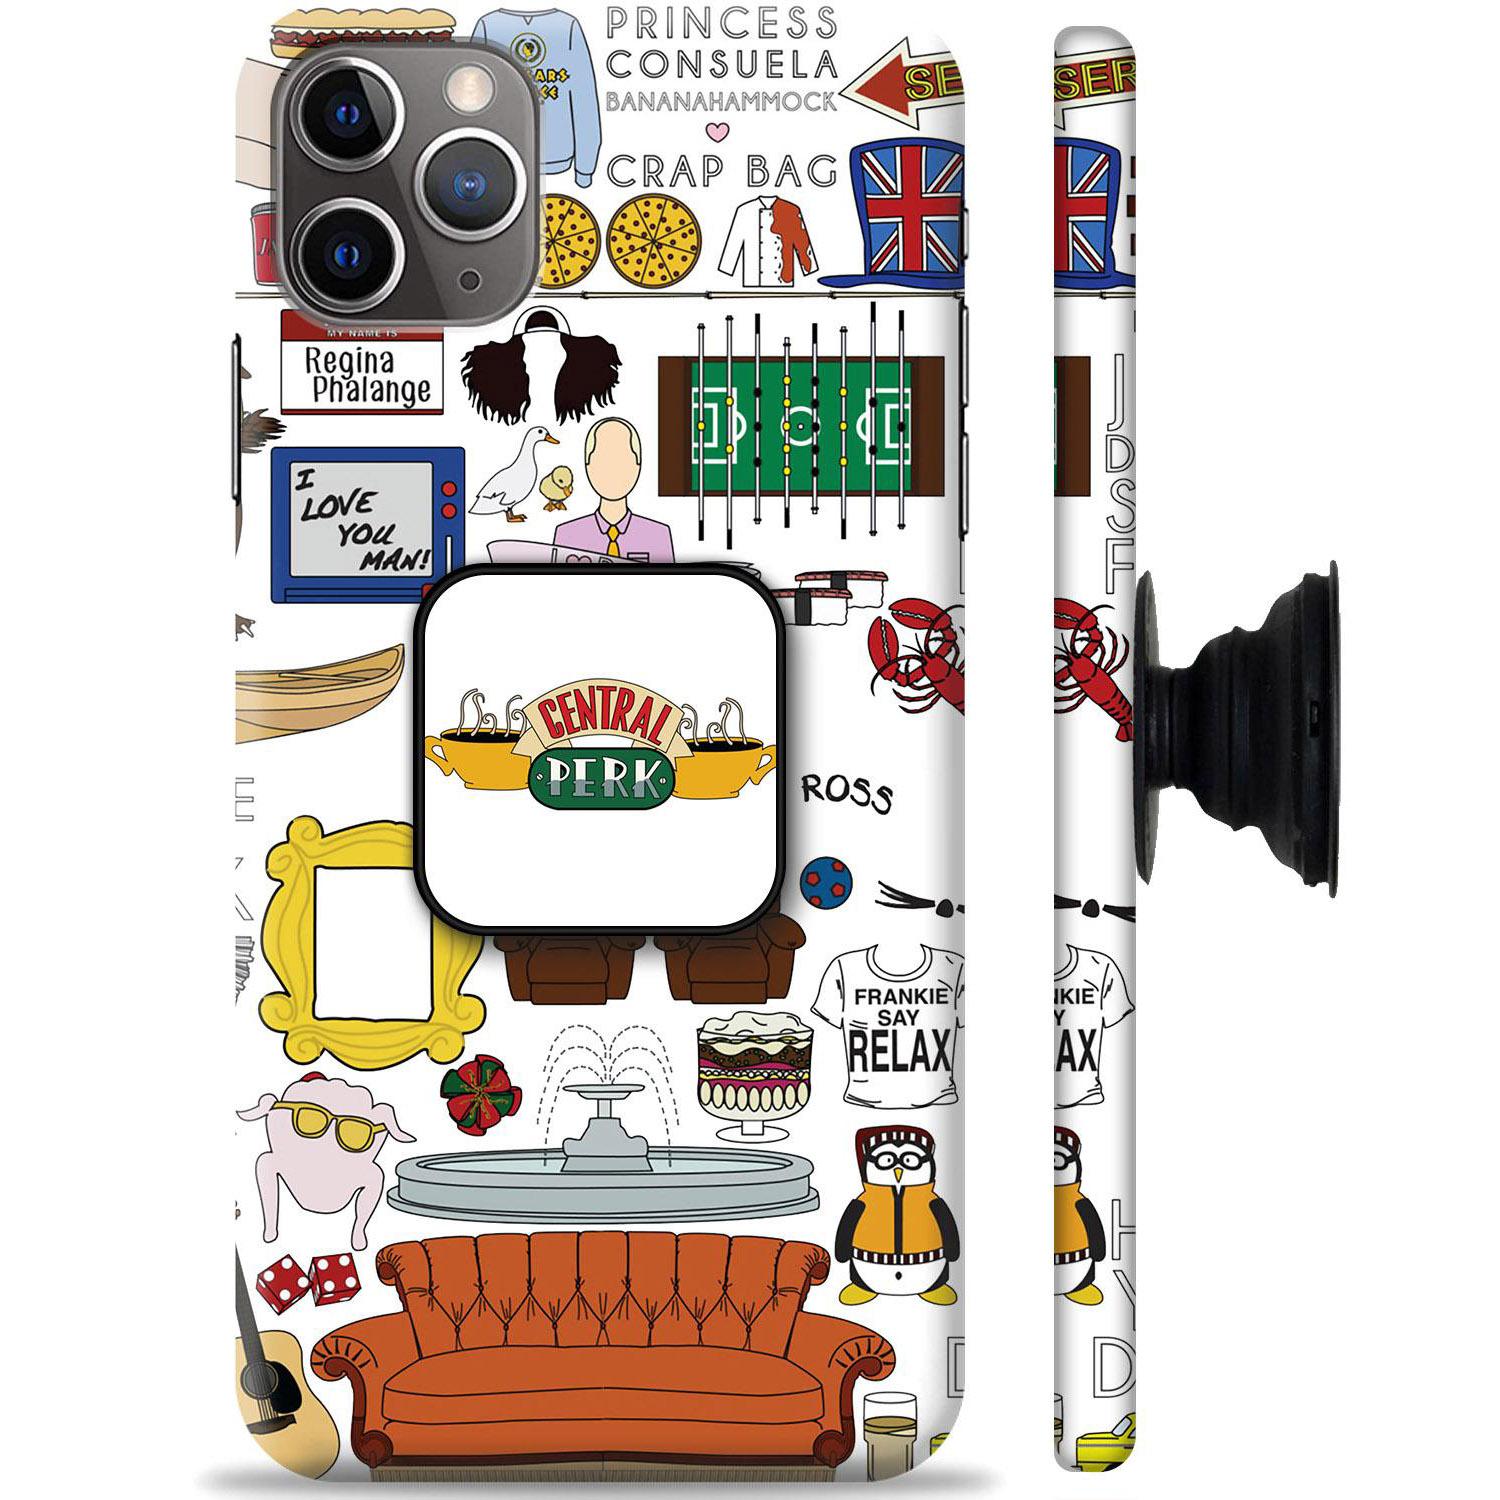 PRINCESS
CONSUELA
BANANAHAMMOCK
CRAP BAG
MY NAME IS
Regina
Phalange
I
LOVE
YOU
MAN!
CENTRAL
PERK
ROSS
FRANKIE
SAY
RELAX